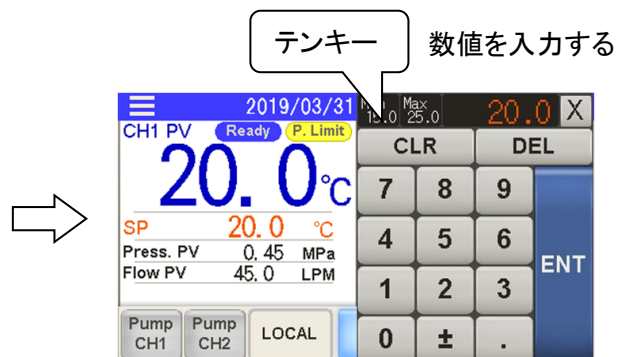 テンキー
数値を入力する
2019/03/31
Max
15.0 25.0
20.0 X
CH1 PV Ready P. Limit
CLR DEL
20.0℃
7 8 9
SP 20.0 ℃
4 5 6
Press. PV 0.45 MPa
ENT
Flow PV 45.0 LPM
1 2 3
Pump CH1
Pump CH2
LOCAL
0 ± .